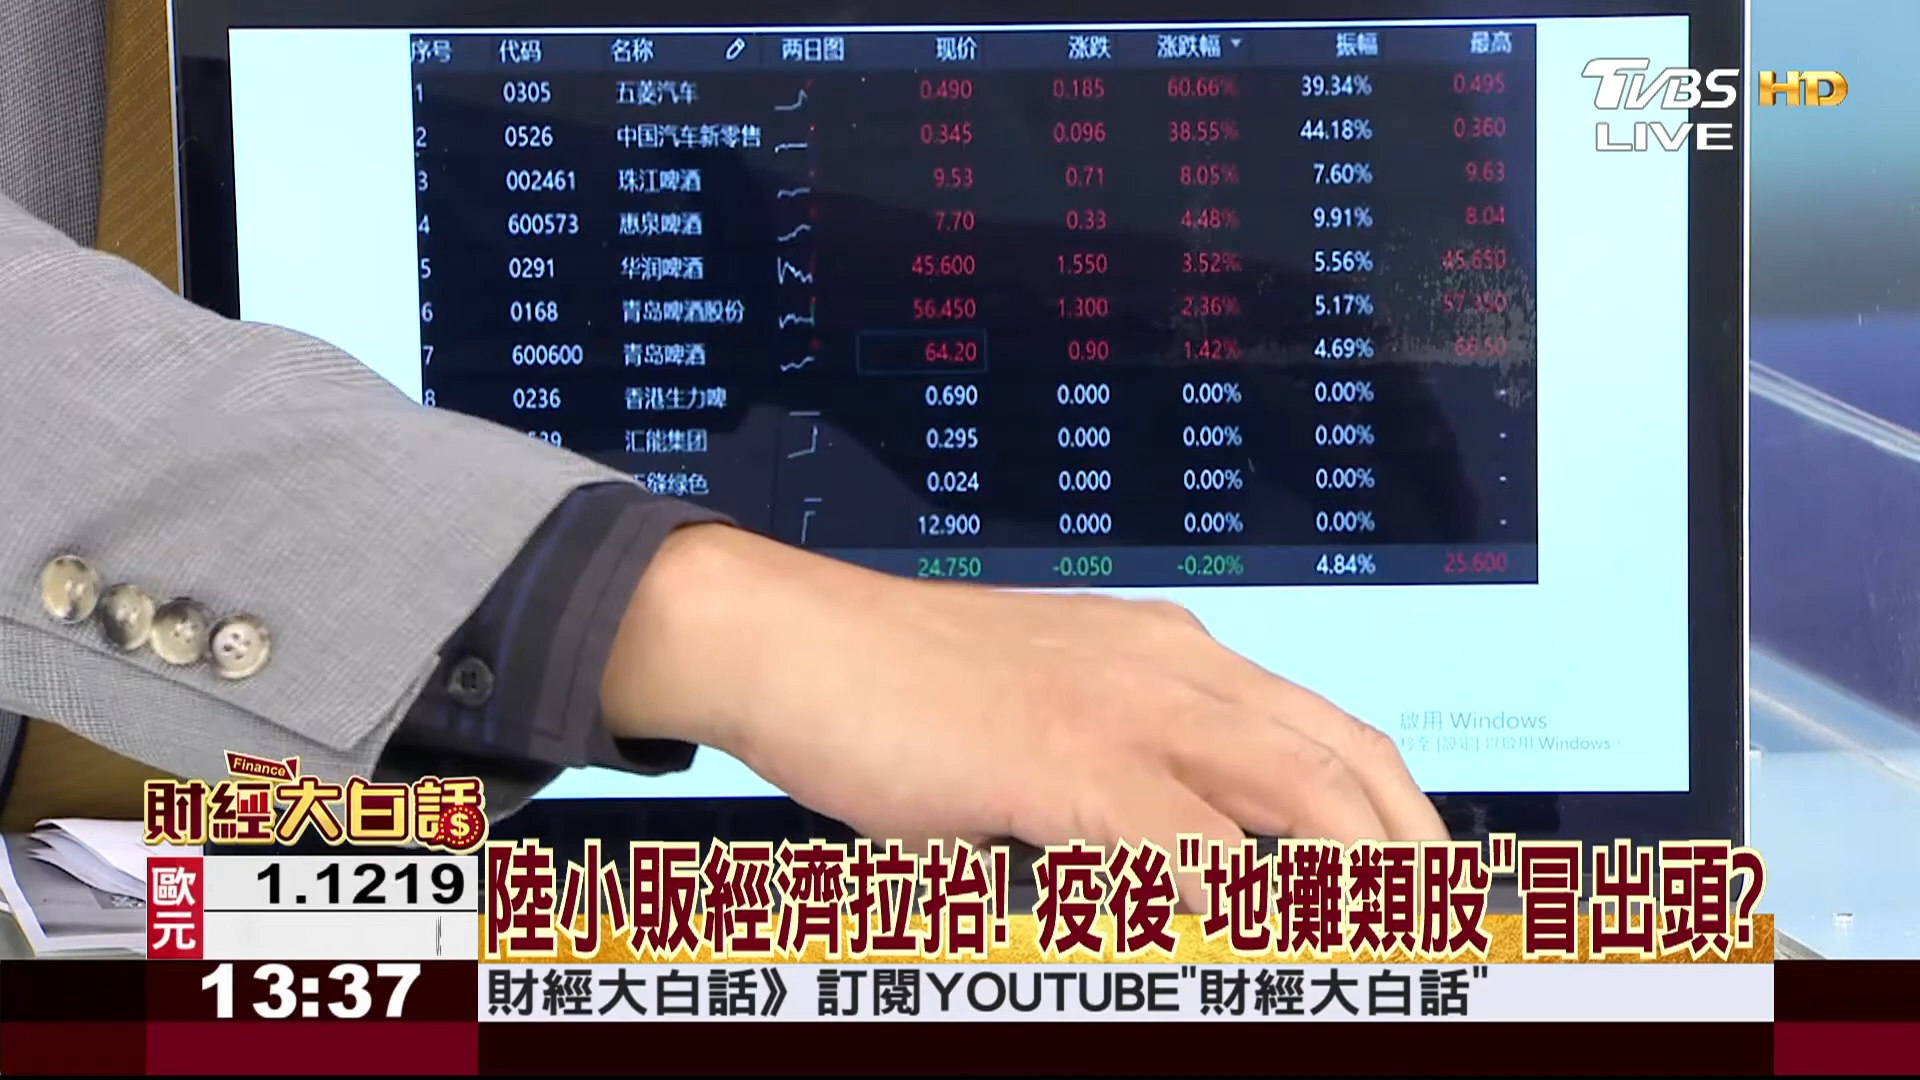 序号 代码 名称 两日图 现价 涨跌 涨跌幅 振幅 最高
1 0305 五菱汽车 0.490 0.185 60.66% 39.34% 0.495
2 0526 中国汽车新零售 0.345 0.096 38.55% 44.18% 0.360
3 002461 珠江啤酒 9.53 0.71 8.05% 7.60% 9.63
4 600573 惠泉啤酒 7.70 0.33 4.48% 9.91% 8.04
5 0291 华润啤酒 45.600 1.550 3.52% 5.56% 45.650
6 0168 青岛啤酒股份 56.450 1.300 2.36% 5.17% 57.350
7 600600 青岛啤酒 64.20 0.90 1.42% 4.69% 66.50
8 0236 香港生力啤 0.690 0.000 0.00% 0.00% -
汇能集团 0.295 0.000 0.00% 0.00% -
缝绿色 0.024 0.000 0.00% 0.00% -
12.900 0.000 0.00% 0.00% -
24.750 -0.050 -0.20% 4.84% 25.600
TVBS HD
LIVE
啟用 Windows
移至 [設定] 以啟用 Windows。
Finance
財經大白話
歐元 1.1219
陸小販經濟拉抬! 疫後"地攤類股"冒出頭?
13:37
財經大白話》訂閱YOUTUBE"財經大白話"